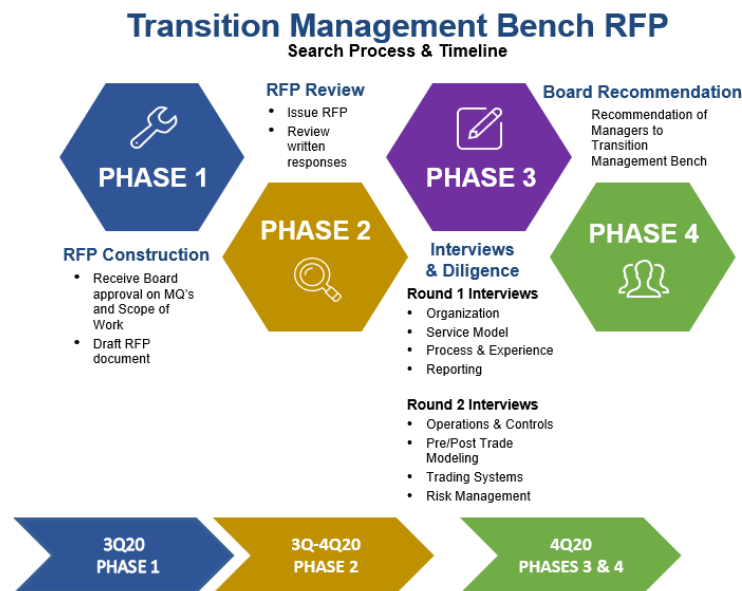 Transition Management Bench RFP
Search Process & Timeline
PHASE 1
RFP Construction
• Receive Board
approval on MQ's
and Scope of
Work
• Draft RFP
document
RFP Review
• Issue RFP
• Review
written
responses
PHASE 2
PHASE 3
Interviews
& Diligence
Round 1 Interviews
• Organization
• Service Model
• Process & Experience
• Reporting
Round 2 Interviews
• Operations & Controls
• Pre/Post Trade
Modeling
• Trading Systems
• Risk Management
Board Recommendation
Recommendation of
Managers to
Transition
Management Bench
PHASE 4
3Q20
PHASE 1
3Q-4Q20
PHASE 2
4Q20
PHASES 3 & 4